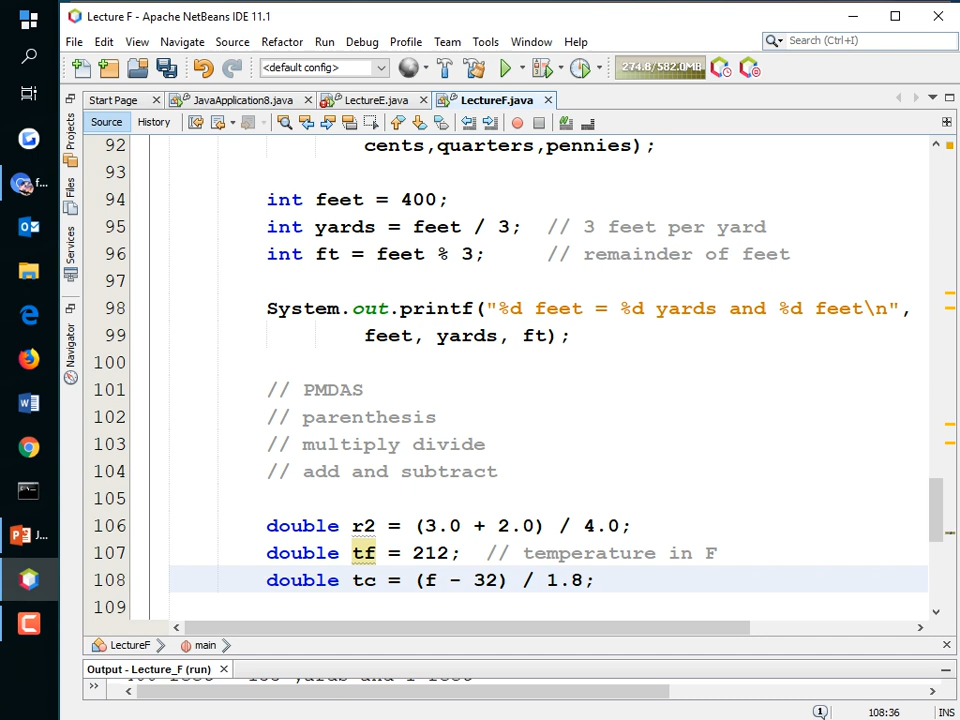 Lecture F - Apache NetBeans IDE 11.1
File Edit View Navigate Source Refactor Run Debug Profile Team Tools Window Help
Search (Ctrl+I)
<default config>
274.8/582.0MB
Start Page JavaApplication8.java LectureE.java LectureF.java
Source History
Projects
Files
Services
Navigator
f...
J...
92 cents,quarters,pennies);
93
94 int feet = 400;
95 int yards = feet / 3; // 3 feet per yard
96 int ft = feet % 3; // remainder of feet
97
98 System.out.printf("%d feet = %d yards and %d feet\n",
99 feet, yards, ft);
100
101 // PMDAS
102 // parenthesis
103 // multiply divide
104 // add and subtract
105
106 double r2 = (3.0 + 2.0) / 4.0;
107 double tf = 212; // temperature in F
108 double tc = (f - 32) / 1.8;
109
LectureF main
Output - Lecture_F (run)
1 108:36 INS